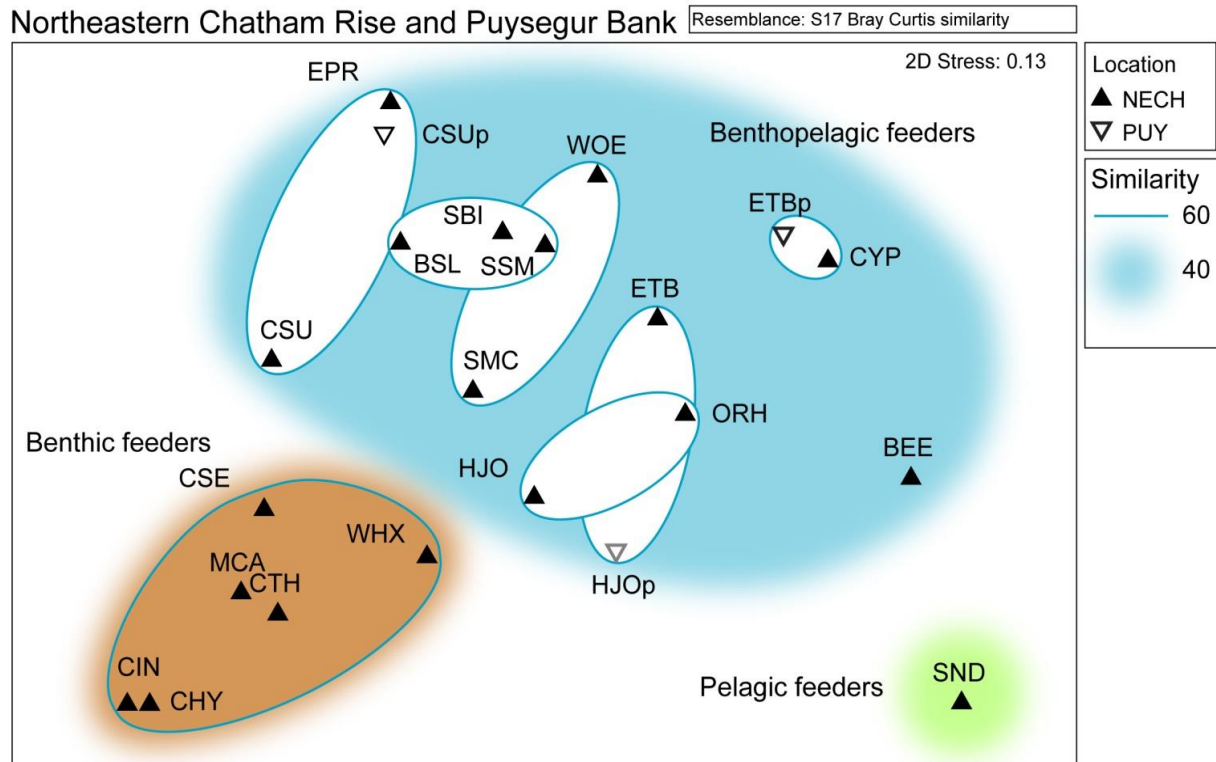 Northeastern Chatham Rise and Puysegur Bank
Resemblance: S17 Bray Curtis similarity
2D Stress: 0.13
Location
NECH
PUY
Similarity
60
40
EPR
CSUp
WOE
Benthopelagic feeders
SBI
BSL
SSM
ETBp
CYP
ETB
CSU
SMC
ORH
Benthic feeders
HJO
BEE
CSE
WHX
MCA
CTH
HJOp
CIN
CHY
Pelagic feeders
SND